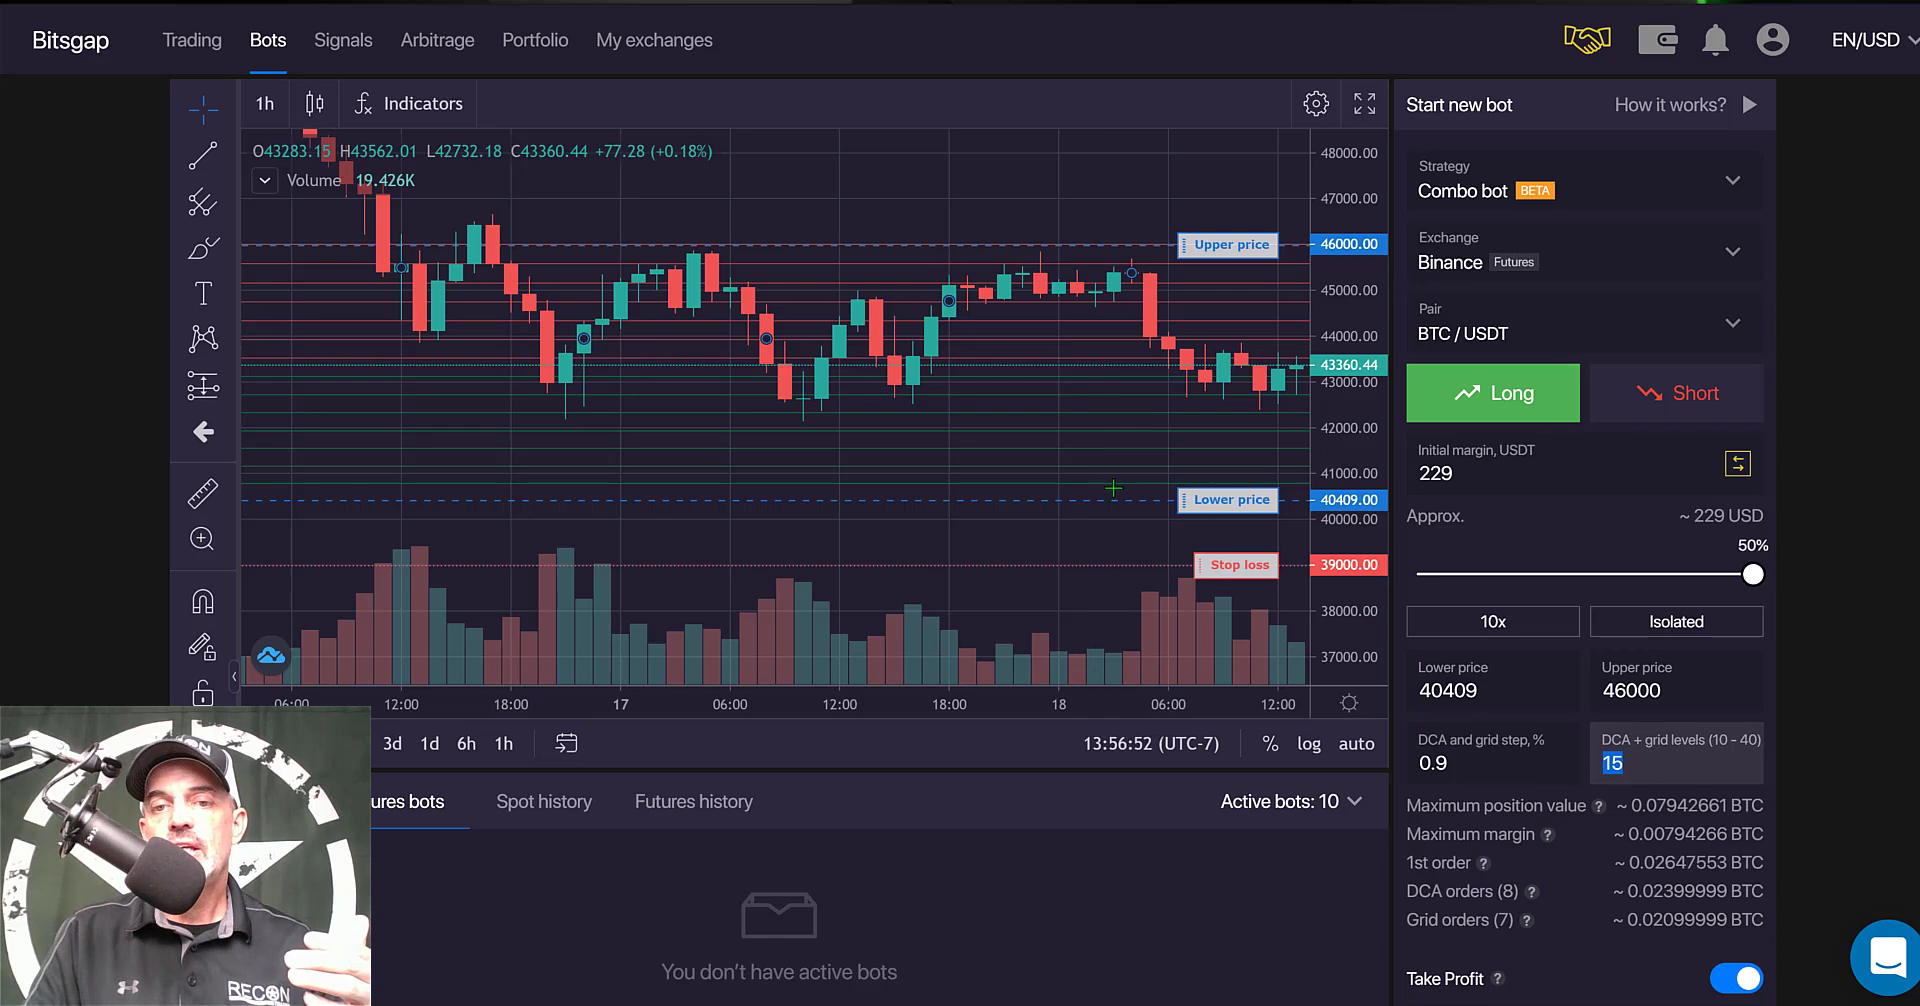 Bitsgap Trading Bots Signals Arbitrage Portfolio My exchanges EN/USD
1h Indicators
O43283.15 H43562.01 L42732.18 C43360.44 +77.28 (+0.18%)
Volume 19.426K
48000.00
47000.00
Upper price 46000.00
45000.00
44000.00
43360.44
43000.00
42000.00
41000.00
Lower price 40409.00
40000.00
Stop loss 39000.00
38000.00
37000.00
06:00 12:00 18:00 17 06:00 12:00 18:00 18 06:00 12:00
3d 1d 6h 1h 13:56:52 (UTC-7) % log auto
ures bots Spot history Futures history Active bots: 10
You don't have active bots
Start new bot How it works?
Strategy
Combo bot BETA
Exchange
Binance Futures
Pair
BTC / USDT
Long Short
Initial margin, USDT
229
Approx. ~ 229 USD
50%
10x Isolated
Lower price Upper price
40409 46000
DCA and grid step, % DCA + grid levels (10 - 40)
0.9 15
Maximum position value ? ~ 0.07942661 BTC
Maximum margin ? ~ 0.00794266 BTC
1st order ? ~ 0.02647553 BTC
DCA orders (8) ? ~ 0.02399999 BTC
Grid orders (7) ? ~ 0.02099999 BTC
Take Profit ?
RECON
RECON